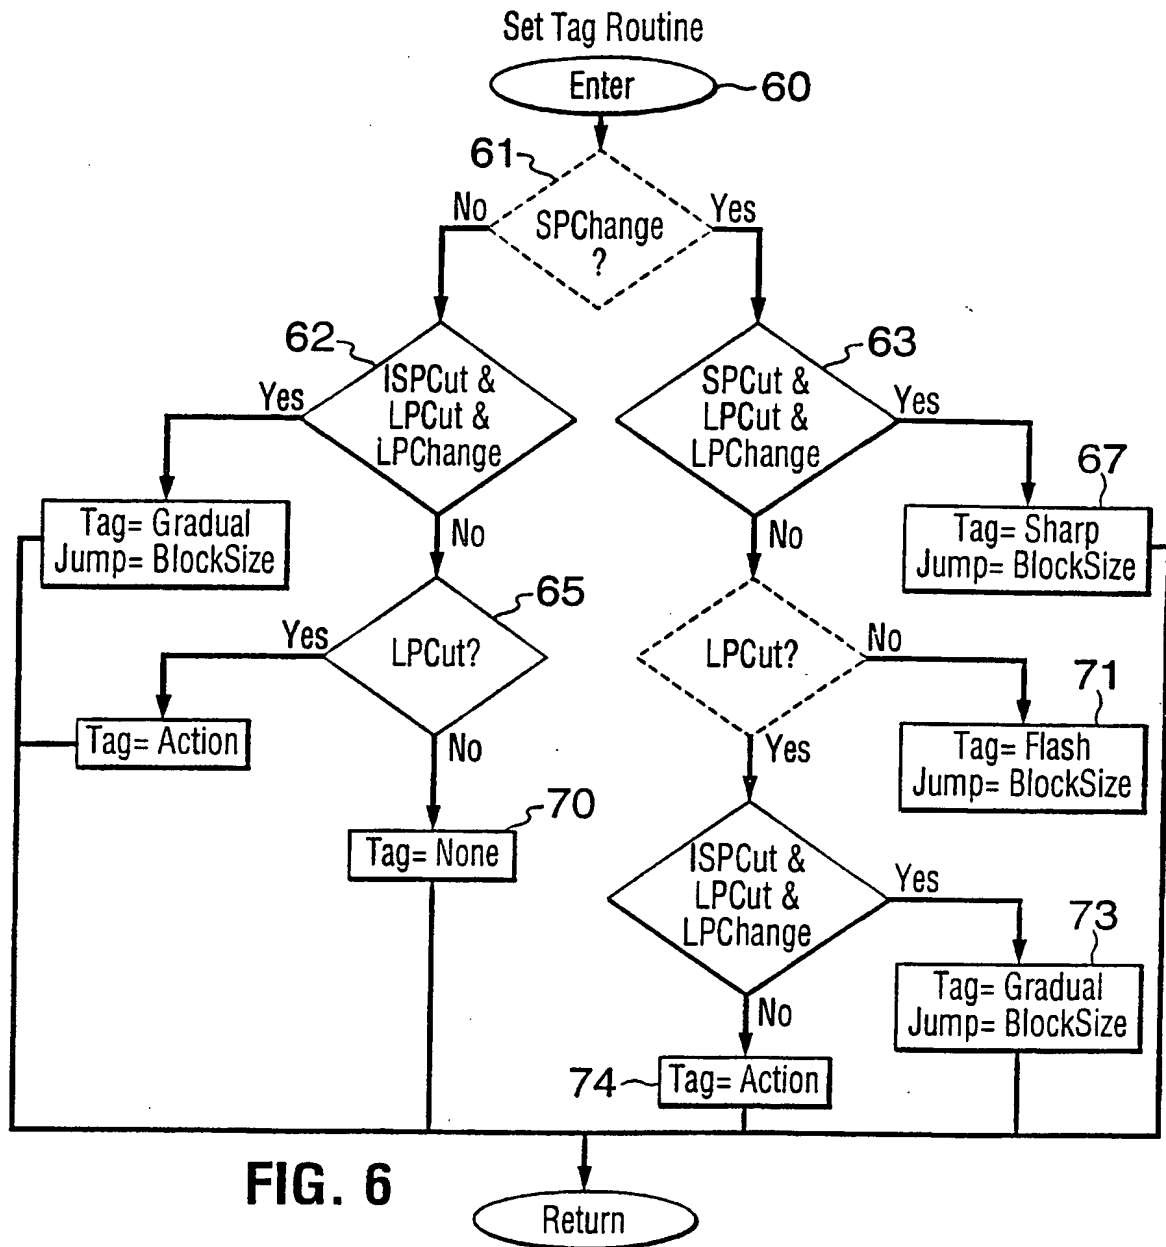 Set Tag Routine
Enter
60
61
No
Yes
SPChange
?
62
63
Yes
ISPCut &
LPCut &
LPChange
SPCut &
LPCut &
LPChange
Yes
67
Tag= Gradual
Jump= BlockSize
No
No
Tag= Sharp
Jump= BlockSize
65
Yes
LPCut?
LPCut?
No
71
Tag= Action
No
Yes
Tag= Flash
Jump= BlockSize
70
Tag= None
ISPCut &
LPCut &
LPChange
Yes
73
No
Tag= Gradual
Jump= BlockSize
74
Tag= Action
FIG. 6
Return